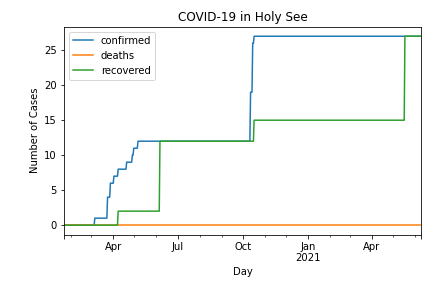 COVID-19 in Holy See
confirmed
deaths
recovered
Number of Cases
25
20
15
10
5
0
Apr
Jul
Oct
Jan
2021
Apr
Day